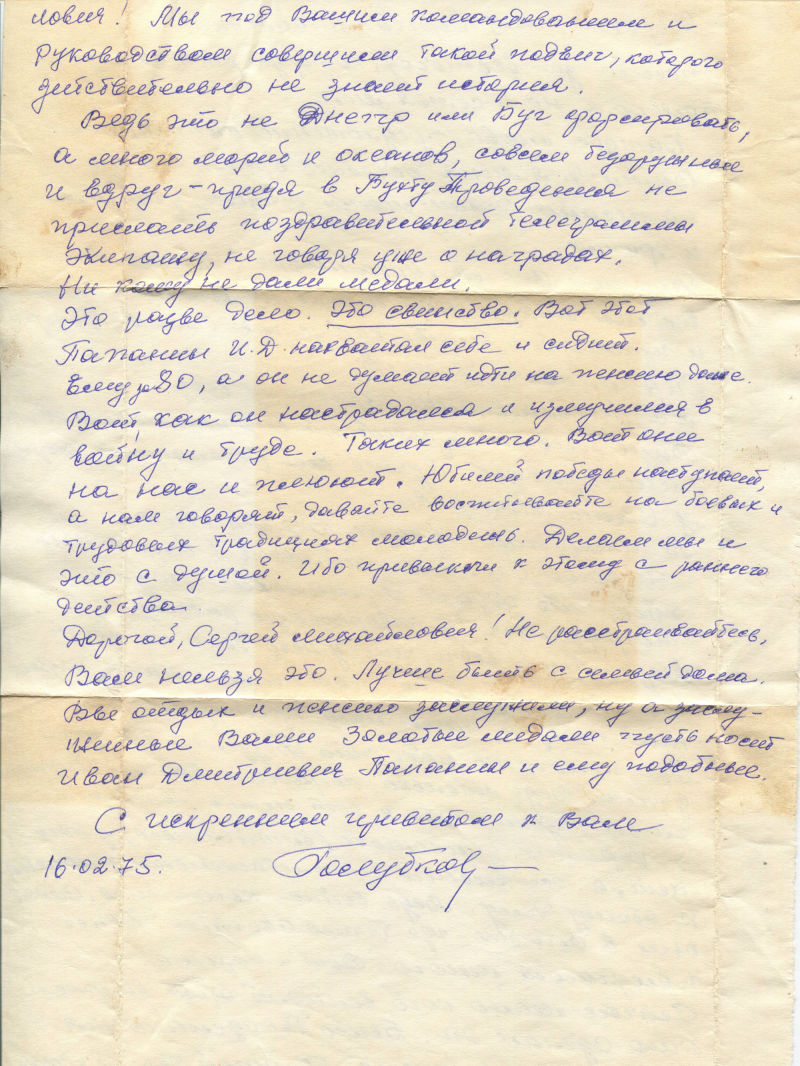 лович! Мы под Вашим командованием и
руководством совершили такой подвиг, которого
действительно не знает история.
Ведь это не Днепр или Буг форсировать,
а много морей и океанов, совсем безоружные
и вдруг – придя в Бухту Проведения не
прислать поздравительной телеграммы
Экипажу, не говоря уже о наградах.
Ни кому не дали медали.
Это разве дело. Это свинство. Вот этот
Папанин И.Д. нахватал себе и сидит.
Ему уж 80, а он не думает идти на пенсию даже.
Вот, как он настрадался и измучился в
войну и труде. Таких много. Вот они
на нас и плюют. Юбилей победы наступает,
а нам говорят, давайте воспитывайте на боевых и
трудовых традициях молодежь. Делаем мы и
это с душой. Ибо привыкли к этому с раннего
детства.
Дорогой, Сергей Михайлович! Не расстраивайтесь,
Вам нельзя это. Лучше быть с семьей дома.
Вы отдых и пенсию заслужили, ну а заслу-
женные Вами Золотые медали пусть носит
Иван Дмитриевич Папанин и ему подобные.
С искренним приветом к Вам
16.02.75. Голубков